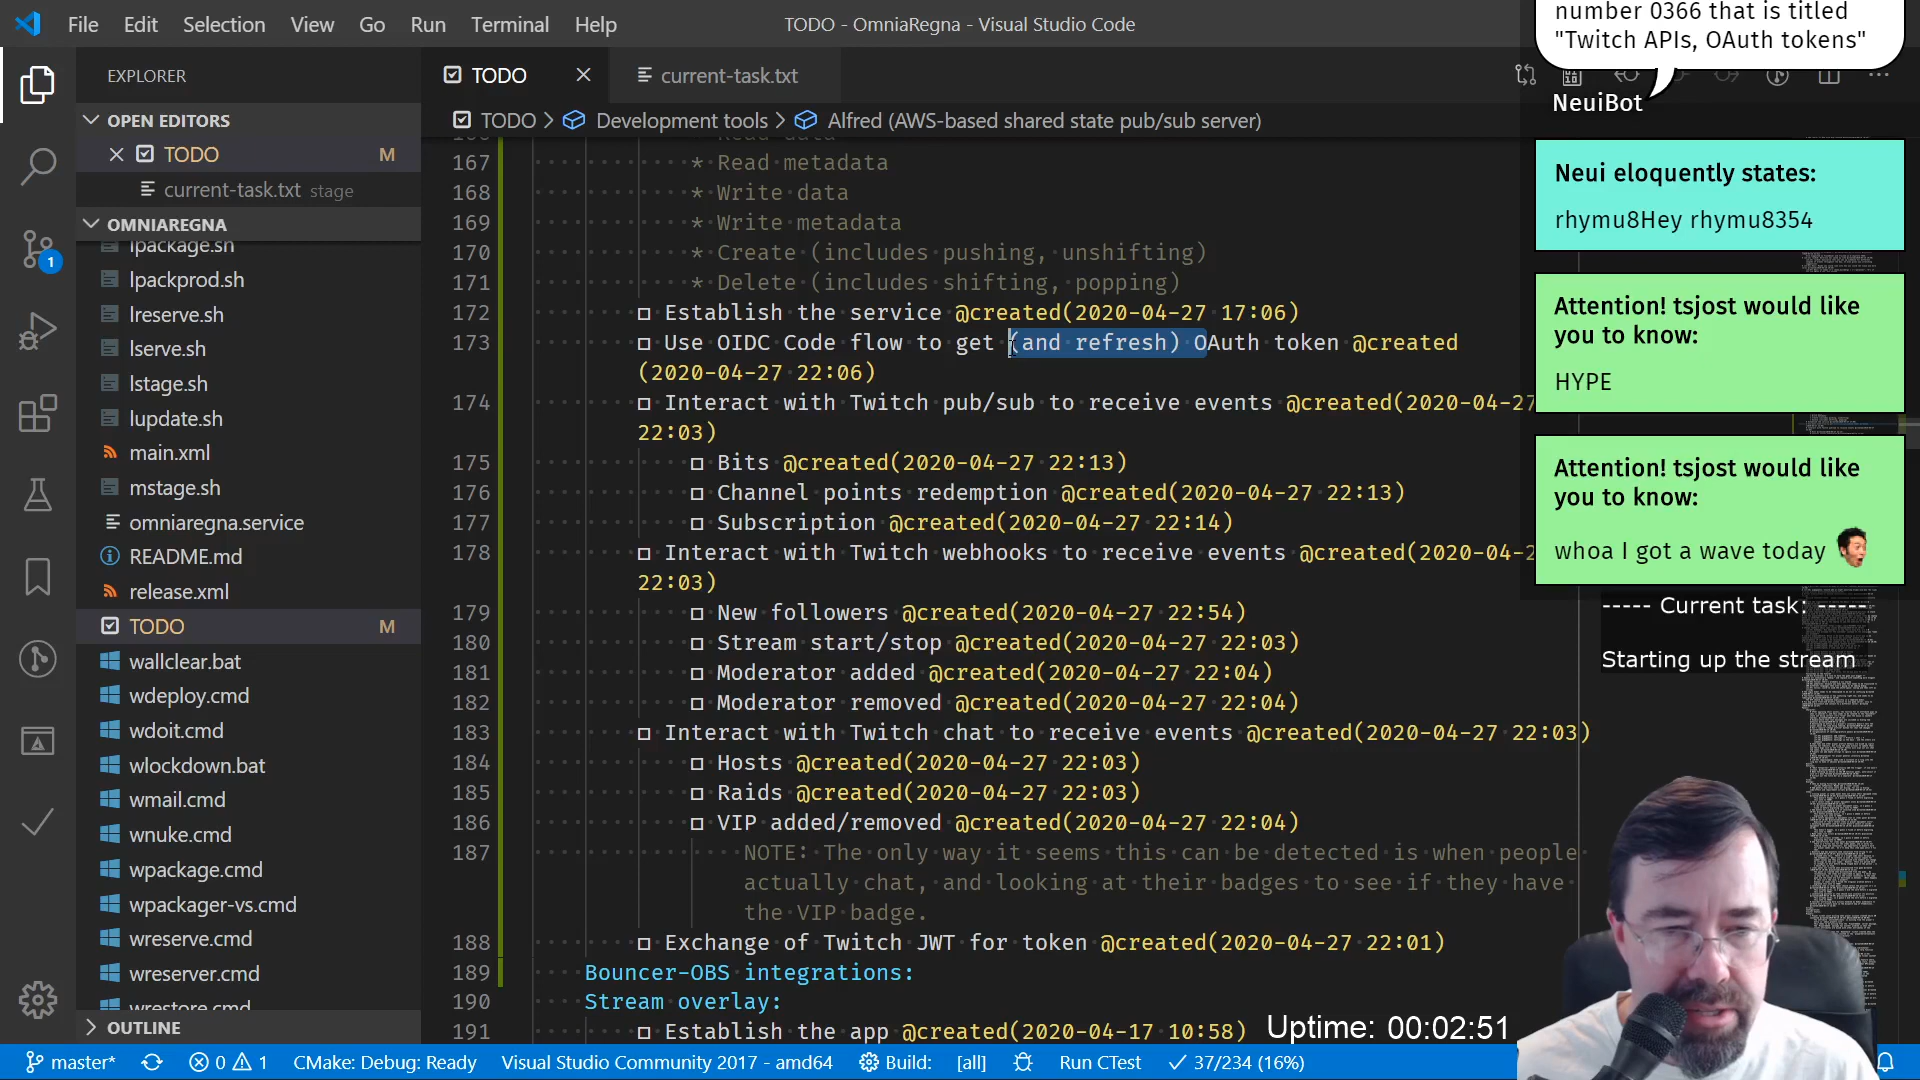 File Edit Selection View Go Run Terminal Help
TODO - OmniaRegna - Visual Studio Code
EXPLORER
OPEN EDITORS
TODO M
current-task.txt stage
OMNIAREGNA
lpackage.sh
lpackprod.sh
lreserve.sh
lserve.sh
lstage.sh
lupdate.sh
main.xml
mstage.sh
omniaregna.service
README.md
release.xml
TODO M
wallclear.bat
wdeploy.cmd
wdoit.cmd
wlockdown.bat
wmail.cmd
wnuke.cmd
wpackage.cmd
wpackager-vs.cmd
wreserve.cmd
wreserver.cmd
wrestore.cmd
OUTLINE
1
TODO
current-task.txt
TODO > Development tools > Alfred (AWS-based shared state pub/sub server)
* Read data
167 * Read metadata
168 * Write data
169 * Write metadata
170 * Create (includes pushing, unshifting)
171 * Delete (includes shifting, popping)
172 Establish the service @created(2020-04-27 17:06)
173 Use OIDC Code flow to get (and refresh) OAuth token @created
(2020-04-27 22:06)
174 Interact with Twitch pub/sub to receive events @created(2020-04-27
22:03)
175 Bits @created(2020-04-27 22:13)
176 Channel points redemption @created(2020-04-27 22:13)
177 Subscription @created(2020-04-27 22:14)
178 Interact with Twitch webhooks to receive events @created(2020-04-2
22:03)
179 New followers @created(2020-04-27 22:54)
180 Stream start/stop @created(2020-04-27 22:03)
181 Moderator added @created(2020-04-27 22:04)
182 Moderator removed @created(2020-04-27 22:04)
183 Interact with Twitch chat to receive events @created(2020-04-27 22:03)
184 Hosts @created(2020-04-27 22:03)
185 Raids @created(2020-04-27 22:03)
186 VIP added/removed @created(2020-04-27 22:04)
187 NOTE: The only way it seems this can be detected is when people
actually chat, and looking at their badges to see if they have
the VIP badge.
188 Exchange of Twitch JWT for token @created(2020-04-27 22:01)
189 Bouncer-OBS integrations:
190 Stream overlay:
191 Establish the app @created(2020-04-17 10:58)
number 0366 that is titled
"Twitch APIs, OAuth tokens"
NeuiBot
Neui eloquently states:
rhymu8Hey rhymu8354
Attention! tsjost would like
you to know:
HYPE
Attention! tsjost would like
you to know:
whoa I got a wave today
----- Current task: -----
Starting up the stream
Uptime: 00:02:51
master* 0 1 CMake: Debug: Ready Visual Studio Community 2017 - amd64 Build: [all] Run CTest 37/234 (16%)